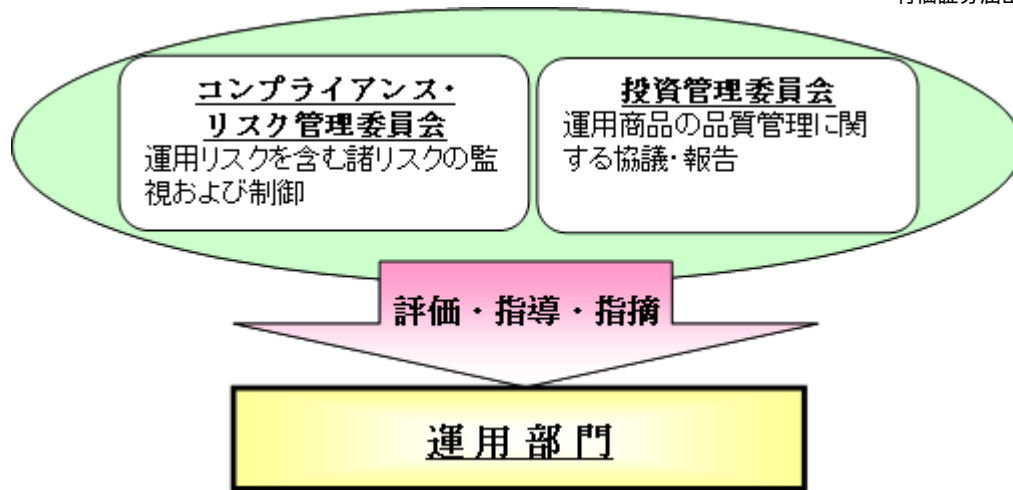 コンプライアンス・
リスク管理委員会
運用リスクを含む諸リスクの監
視および制御
投資管理委員会
運用商品の品質管理に関
する協議・報告
評価・指導・指摘
運用部門